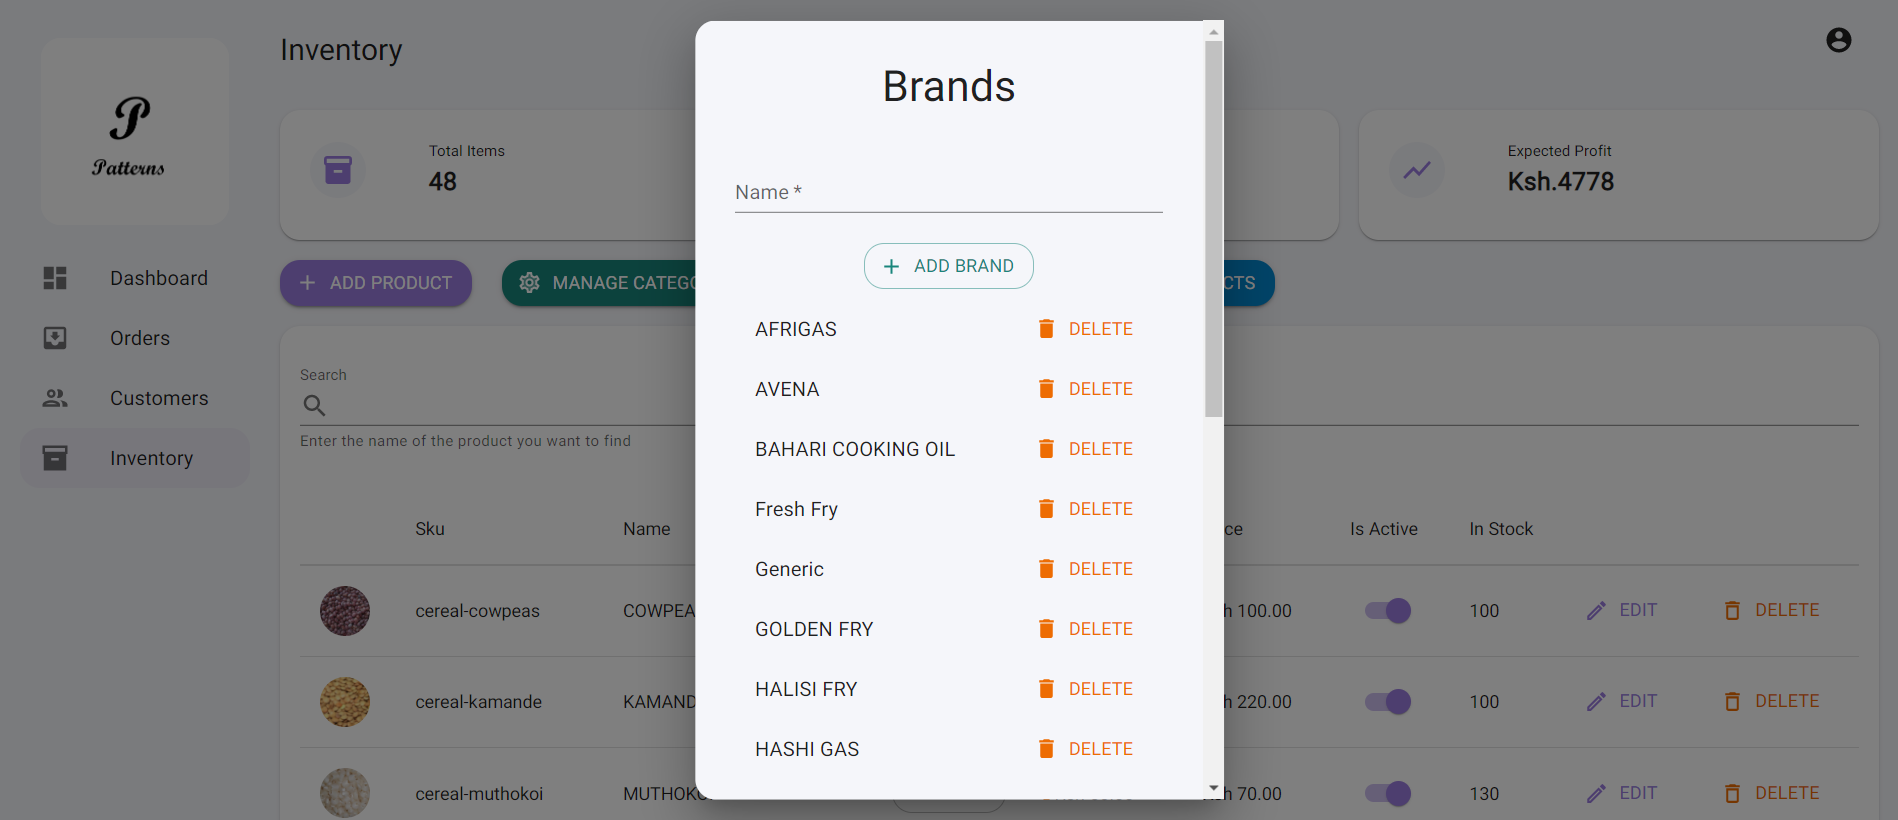 Inventory
P
Patterns
Dashboard
Orders
Customers
Inventory
Total Items
48
Expected Profit
Ksh.4778
ADD PRODUCT
MANAGE CATEGO
CTS
Search
Enter the name of the product you want to find
Sku Name ce Is Active In Stock
cereal-cowpeas COWPEA h 100.00 100 EDIT DELETE
cereal-kamande KAMAND h 220.00 100 EDIT DELETE
cereal-muthokoi MUTHOKO 70.00 130 EDIT DELETE
Brands
Name *
ADD BRAND
AFRIGAS DELETE
AVENA DELETE
BAHARI COOKING OIL DELETE
Fresh Fry DELETE
Generic DELETE
GOLDEN FRY DELETE
HALISI FRY DELETE
HASHI GAS DELETE